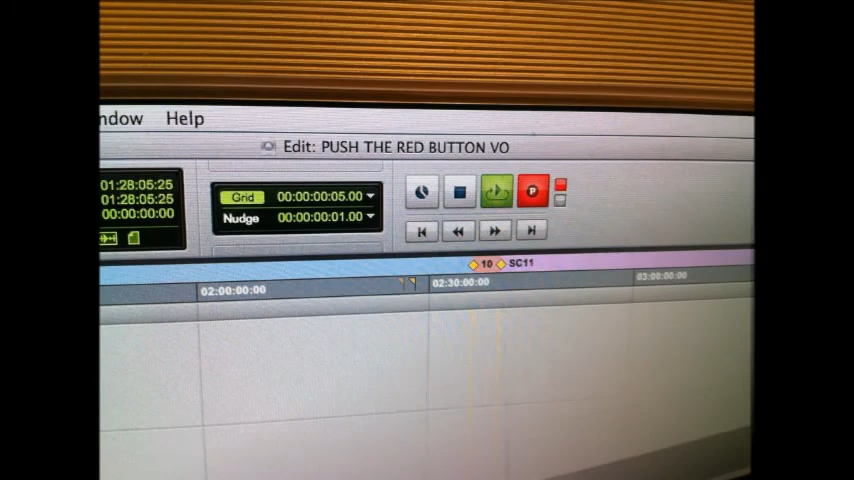 ndow Help
Edit: PUSH THE RED BUTTON VO
01:28:05:25
01:28:05:25
00:00:00:00
Grid 00:00:00:05.00
Nudge 00:00:00:01.00
P
10 SC11
02:00:00:00 02:30:00:00 03:00:00:00